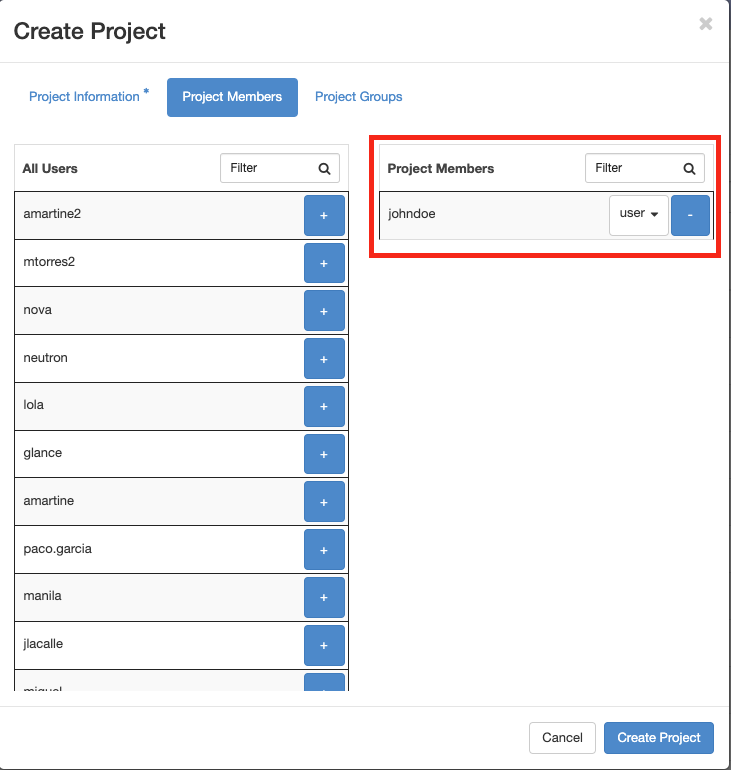 Create Project ×
Project Information * Project Members Project Groups
All Users Filter
Project Members Filter
johndoe user -
amartine2 +
mtorres2 +
nova +
neutron +
lola +
glance +
amartine +
paco.garcia +
manila +
jlacalle +
miguel
Cancel Create Project